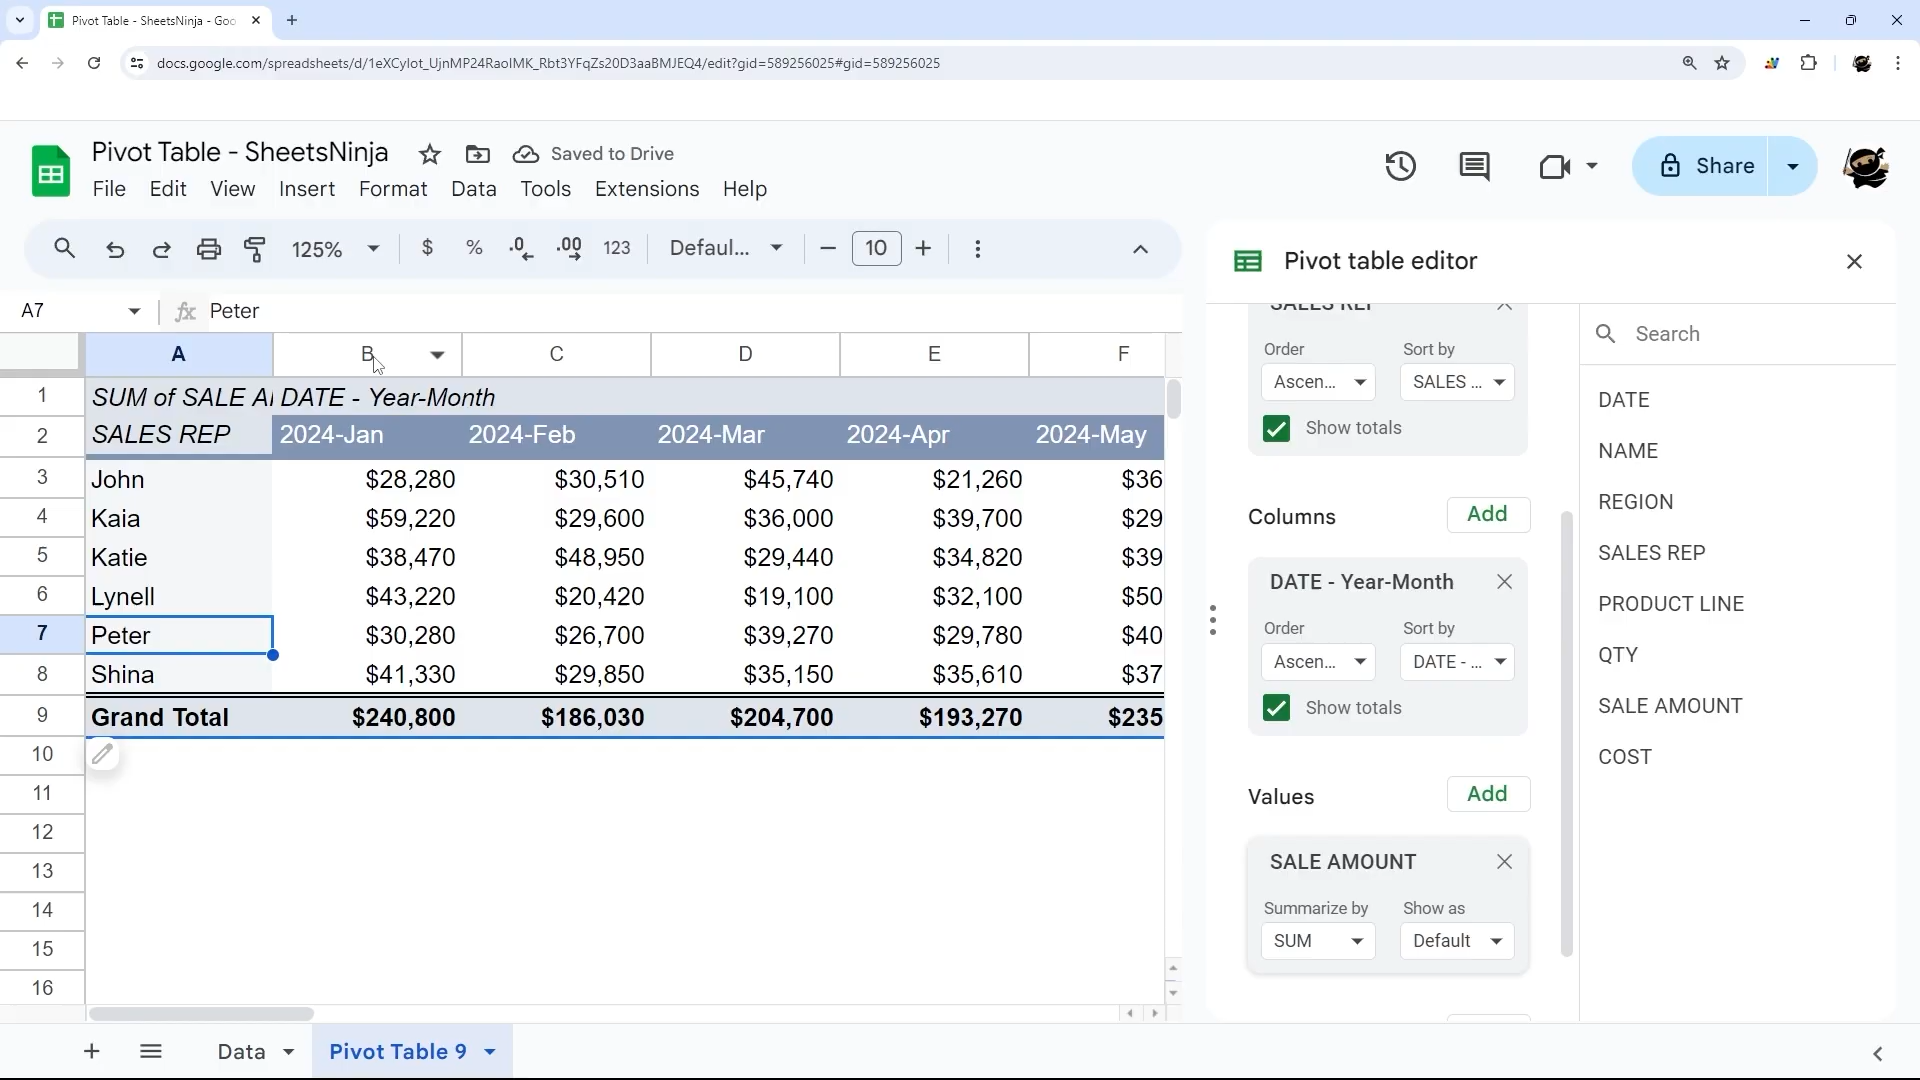 Pivot Table - SheetsNinja - Goo
docs.google.com/spreadsheets/d/1eXCylot_UjnMP24RaoIMK_Rbt3YFqZs20D3aaBMJEQ4/edit?gid=589256025#gid=589256025
Pivot Table - SheetsNinja
Saved to Drive
File Edit View Insert Format Data Tools Extensions Help
Share
125% $ % .0 .00 123 Defaul... 10
A7 fx Peter
A B C D E F
1 SUM of SALE A DATE - Year-Month
2 SALES REP 2024-Jan 2024-Feb 2024-Mar 2024-Apr 2024-May
3 John $28,280 $30,510 $45,740 $21,260 $36
4 Kaia $59,220 $29,600 $36,000 $39,700 $29
5 Katie $38,470 $48,950 $29,440 $34,820 $39
6 Lynell $43,220 $20,420 $19,100 $32,100 $50
7 Peter $30,280 $26,700 $39,270 $29,780 $40
8 Shina $41,330 $29,850 $35,150 $35,610 $37
9 Grand Total $240,800 $186,030 $204,700 $193,270 $235
10
11
12
13
14
15
16
Data
Pivot Table 9
Pivot table editor
SALES REP
Order Sort by
Ascen... SALES ...
Show totals
Columns Add
DATE - Year-Month
Order Sort by
Ascen... DATE - ...
Show totals
Values Add
SALE AMOUNT
Summarize by Show as
SUM Default
Search
DATE
NAME
REGION
SALES REP
PRODUCT LINE
QTY
SALE AMOUNT
COST